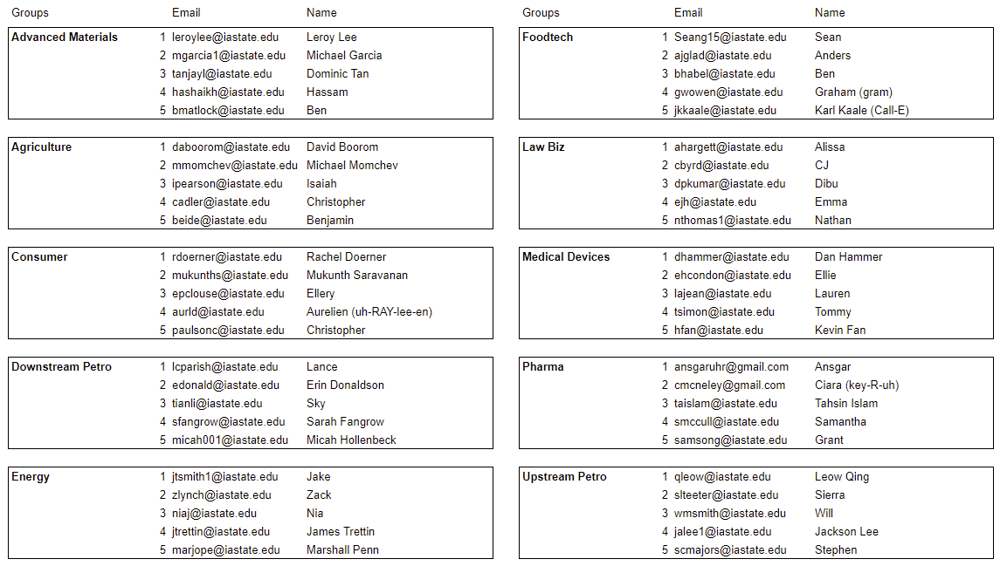 Groups Email Name
Advanced Materials 1 leroylee@iastate.edu Leroy Lee
2 mgarcia1@iastate.edu Michael Garcia
3 tanjayl@iastate.edu Dominic Tan
4 hashaikh@iastate.edu Hassam
5 bmatlock@iastate.edu Ben
Agriculture 1 daboorom@iastate.edu David Boorom
2 mmomchev@iastate.edu Michael Momchev
3 ipearson@iastate.edu Isaiah
4 cadler@iastate.edu Christopher
5 beide@iastate.edu Benjamin
Consumer 1 rdoerner@iastate.edu Rachel Doerner
2 mukunths@iastate.edu Mukunth Saravanan
3 epclouse@iastate.edu Ellery
4 aurld@iastate.edu Aurelien (uh-RAY-lee-en)
5 paulsonc@iastate.edu Christopher
Downstream Petro 1 lcparish@iastate.edu Lance
2 edonald@iastate.edu Erin Donaldson
3 tianli@iastate.edu Sky
4 sfangrow@iastate.edu Sarah Fangrow
5 micah001@iastate.edu Micah Hollenbeck
Energy 1 jtsmith1@iastate.edu Jake
2 zlynch@iastate.edu Zack
3 niaj@iastate.edu Nia
4 jtrettin@iastate.edu James Trettin
5 marjope@iastate.edu Marshall Penn
Groups Email Name
Foodtech 1 Seang15@iastate.edu Sean
2 ajglad@iastate.edu Anders
3 bhabel@iastate.edu Ben
4 gwowen@iastate.edu Graham (gram)
5 jkkaale@iastate.edu Karl Kaale (Call-E)
Law Biz 1 ahargett@iastate.edu Alissa
2 cbyrd@iastate.edu CJ
3 dpkumar@iastate.edu Dibu
4 ejh@iastate.edu Emma
5 nthomas1@iastate.edu Nathan
Medical Devices 1 dhammer@iastate.edu Dan Hammer
2 ehcondon@iastate.edu Ellie
3 lajean@iastate.edu Lauren
4 tsimon@iastate.edu Tommy
5 hfan@iastate.edu Kevin Fan
Pharma 1 ansgaruhr@gmail.com Ansgar
2 cmcneley@gmail.com Ciara (key-R-uh)
3 taislam@iastate.edu Tahsin Islam
4 smccull@iastate.edu Samantha
5 samsong@iastate.edu Grant
Upstream Petro 1 qleow@iastate.edu Leow Qing
2 slteeter@iastate.edu Sierra
3 wmsmith@iastate.edu Will
4 jalee1@iastate.edu Jackson Lee
5 scmajors@iastate.edu Stephen